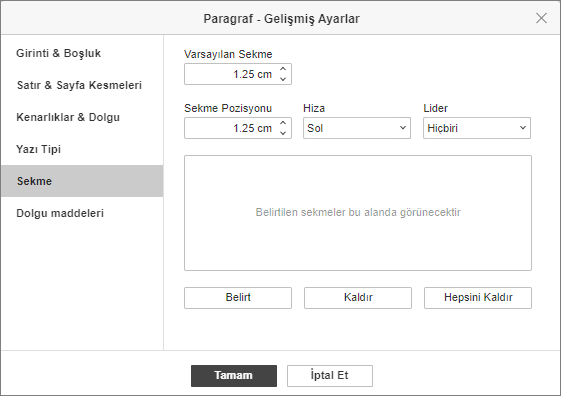 Paragraf - Gelişmiş Ayarlar
Girinti & Boşluk
Satır & Sayfa Kesmeleri
Kenarlıklar & Dolgu
Yazı Tipi
Sekme
Dolgu maddeleri
Varsayılan Sekme
1.25 cm
Sekme Pozisyonu Hiza Lider
1.25 cm Sol Hiçbiri
Belirtilen sekmeler bu alanda görünecektir
Belirt Kaldır Hepsini Kaldır
Tamam İptal Et